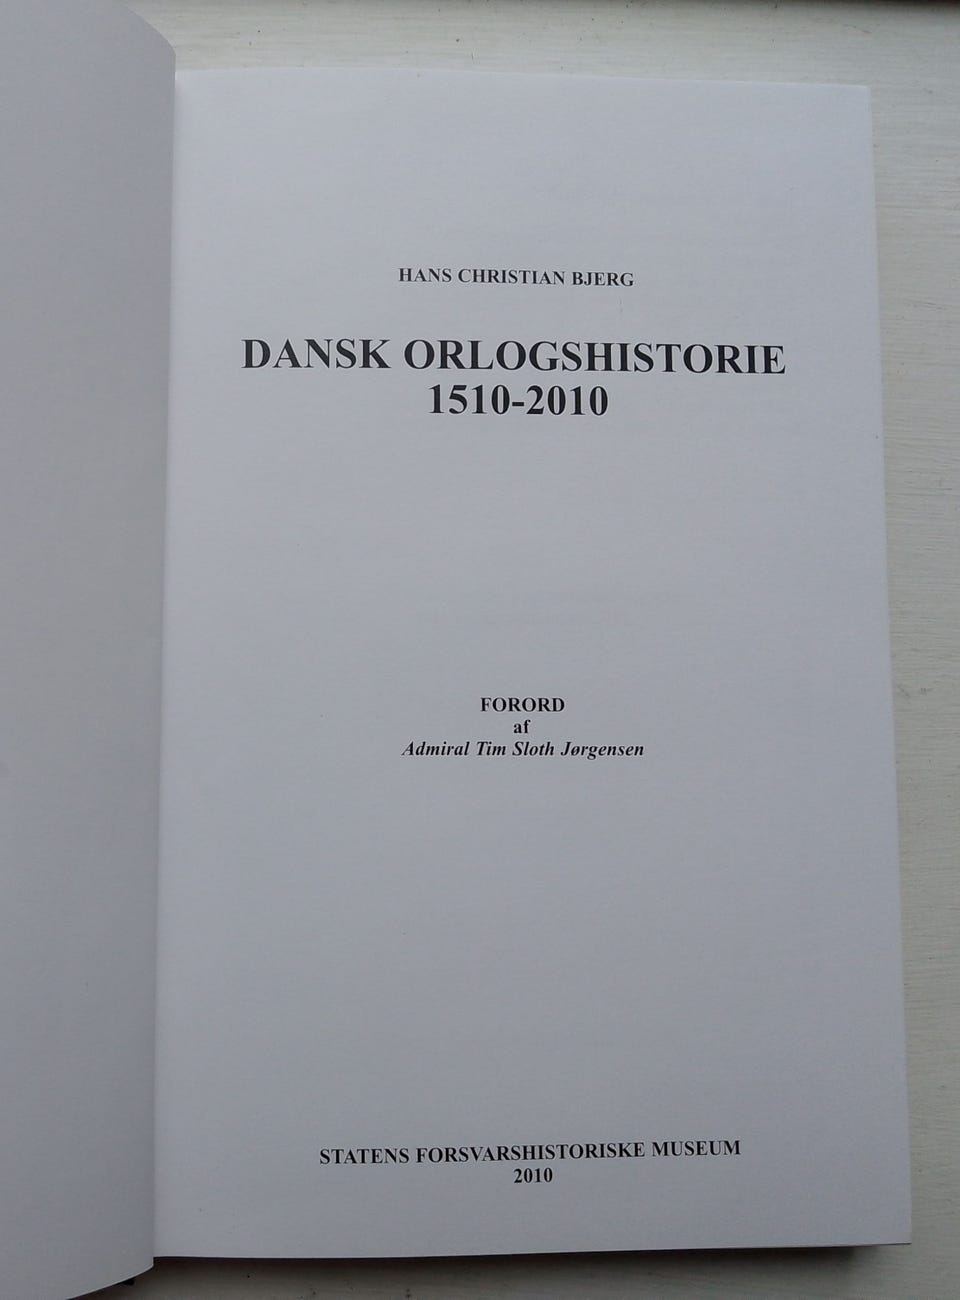 HANS CHRISTIAN BJERG
DANSK ORLOGSHISTORIE
1510-2010
FORORD
af
Admiral Tim Sloth Jørgensen
STATENS FORSVARSHISTORISKE MUSEUM
2010